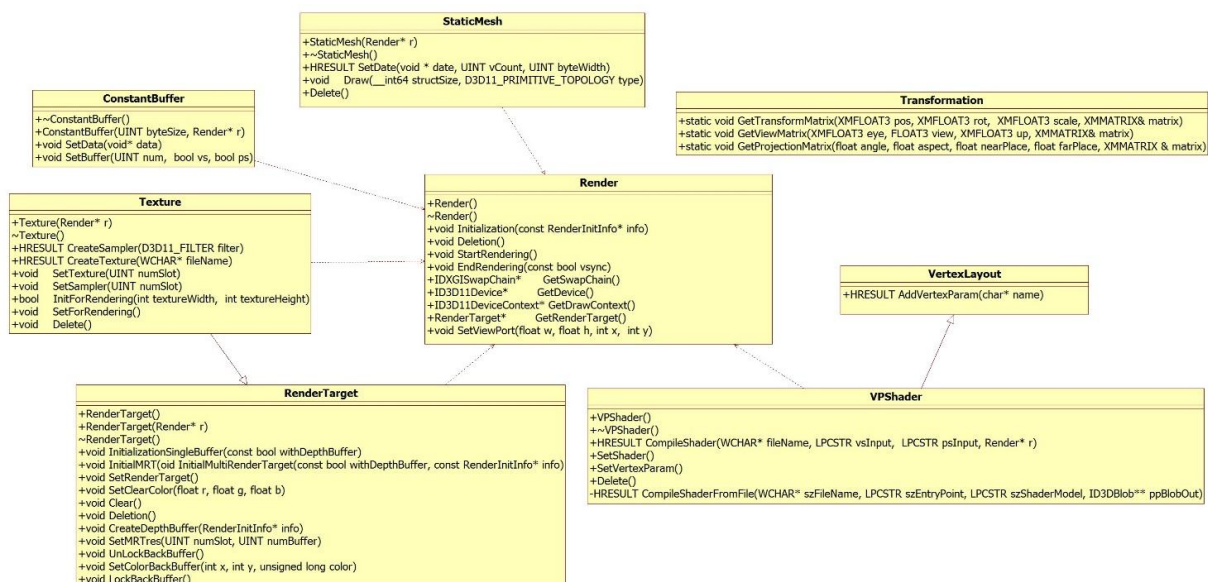 StaticMesh
+StaticMesh(Render* r)
+~StaticMesh()
+HRESULT SetDate(void * date, UINT vCount, UINT byteWidth)
+void Draw(__int64 structSize, D3D11_PRIMITIVE_TOPOLOGY type)
+Delete()
ConstantBuffer
+~ConstantBuffer()
+ConstantBuffer(UINT byteSize, Render* r)
+void SetData(void* data)
+void SetBuffer(UINT num, bool vs, bool ps)
Transformation
+static void GetTransformMatrix(XMFLOAT3 pos, XMFLOAT3 rot, XMFLOAT3 scale, XMMATRIX& matrix)
+static void GetViewMatrix(XMFLOAT3 eye, FLOAT3 view, XMFLOAT3 up, XMMATRIX& matrix)
+static void GetProjectionMatrix(float angle, float aspect, float nearPlace, float farPlace, XMMATRIX & matrix)
Texture
+Texture(Render* r)
~Texture()
+HRESULT CreateSampler(D3D11_FILTER filter)
+HRESULT CreateTexture(WCHAR* fileName)
+void SetTexture(UINT numSlot)
+void SetSampler(UINT numSlot)
+bool InitForRendering(int textureWidth, int textureHeight)
+void SetForRendering()
+void Delete()
Render
+Render()
~Render()
+void Initialization(const RenderInitInfo* info)
+void Deletion()
+void StartRendering()
+void EndRendering(const bool vsync)
+IDXGISwapChain* GetSwapChain()
+ID3D11Device* GetDevice()
+ID3D11DeviceContext* GetDrawContext()
+RenderTarget* GetRenderTarget()
+void SetViewPort(float w, float h, int x, int y)
VertexLayout
+HRESULT AddVertexParam(char* name)
RenderTarget
+RenderTarget()
+RenderTarget(Render* r)
~RenderTarget()
+void InitializationSingleBuffer(const bool withDepthBuffer)
+void InitialMRT(oid InitialMultiRenderTarget(const bool withDepthBuffer, const RenderInitInfo* info)
+void SetRenderTarget()
+void SetClearColor(float r, float g, float b)
+void Clear()
+void Deletion()
+void CreateDepthBuffer(RenderInitInfo* info)
+void SetMRTres(UINT numSlot, UINT numBuffer)
+void UnLockBackBuffer()
+void SetColorBackBuffer(int x, int y, unsigned long color)
+void LockBackBuffer()
VPShader
+VPShader()
+~VPShader()
+HRESULT CompileShader(WCHAR* fileName, LPCSTR vsInput, LPCSTR psInput, Render* r)
+SetShader()
+SetVertexParam()
+Delete()
-HRESULT CompileShaderFromFile(WCHAR* szFileName, LPCSTR szEntryPoint, LPCSTR szShaderModel, ID3DBlob** ppBlobOut)